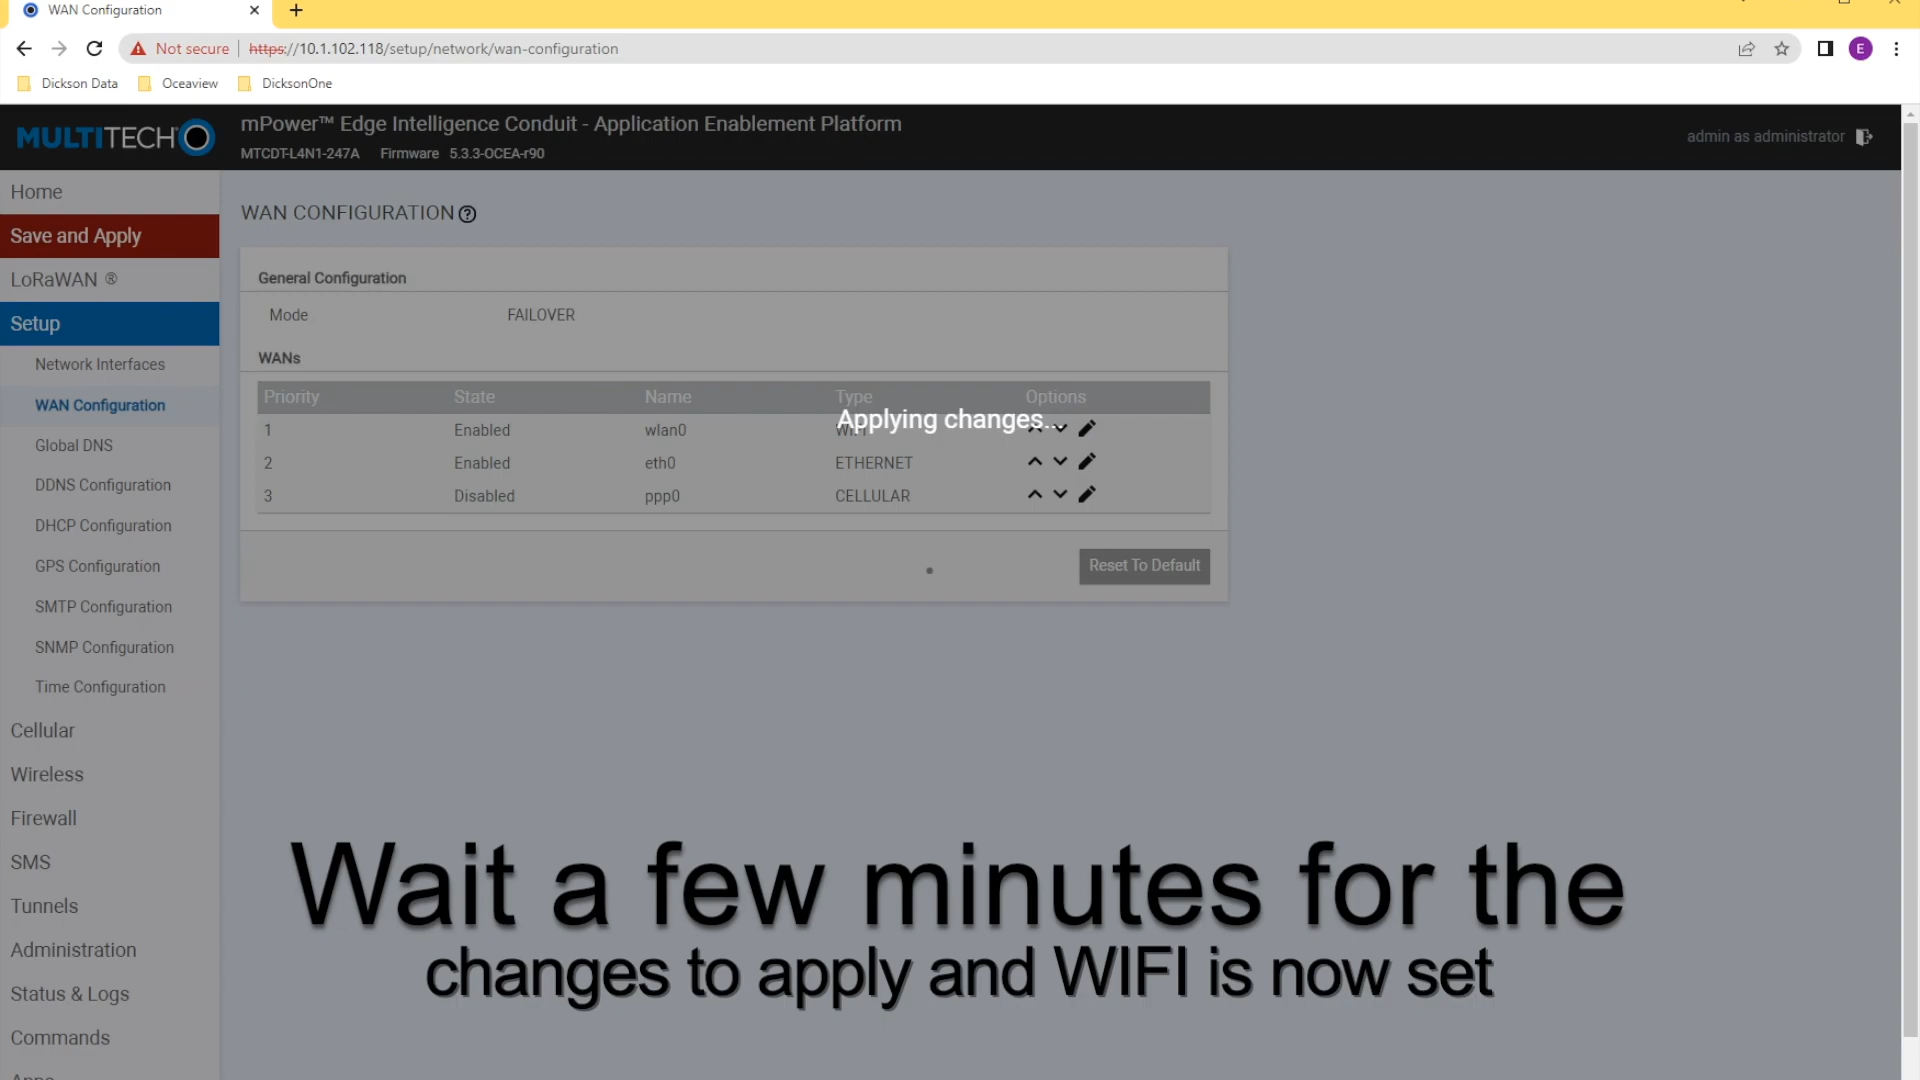 WAN Configuration
Not secure | https://10.1.102.118/setup/network/wan-configuration
E
Dickson Data
Oceaview
DicksonOne
MULTITECH
mPower™ Edge Intelligence Conduit - Application Enablement Platform
MTCDT-L4N1-247A Firmware 5.3.3-OCEA-r90
admin as administrator
Home
Save and Apply
LoRaWAN ®
Setup
Network Interfaces
WAN Configuration
Global DNS
DDNS Configuration
DHCP Configuration
GPS Configuration
SMTP Configuration
SNMP Configuration
Time Configuration
Cellular
Wireless
Firewall
SMS
Tunnels
Administration
Status & Logs
Commands
WAN CONFIGURATION
General Configuration
Mode FAILOVER
WANs
Priority State Name Type Options
Applying changes...
1 Enabled wlan0 WIFI
2 Enabled eth0 ETHERNET
3 Disabled ppp0 CELLULAR
Reset To Default
Wait a few minutes for the
changes to apply and WIFI is now set